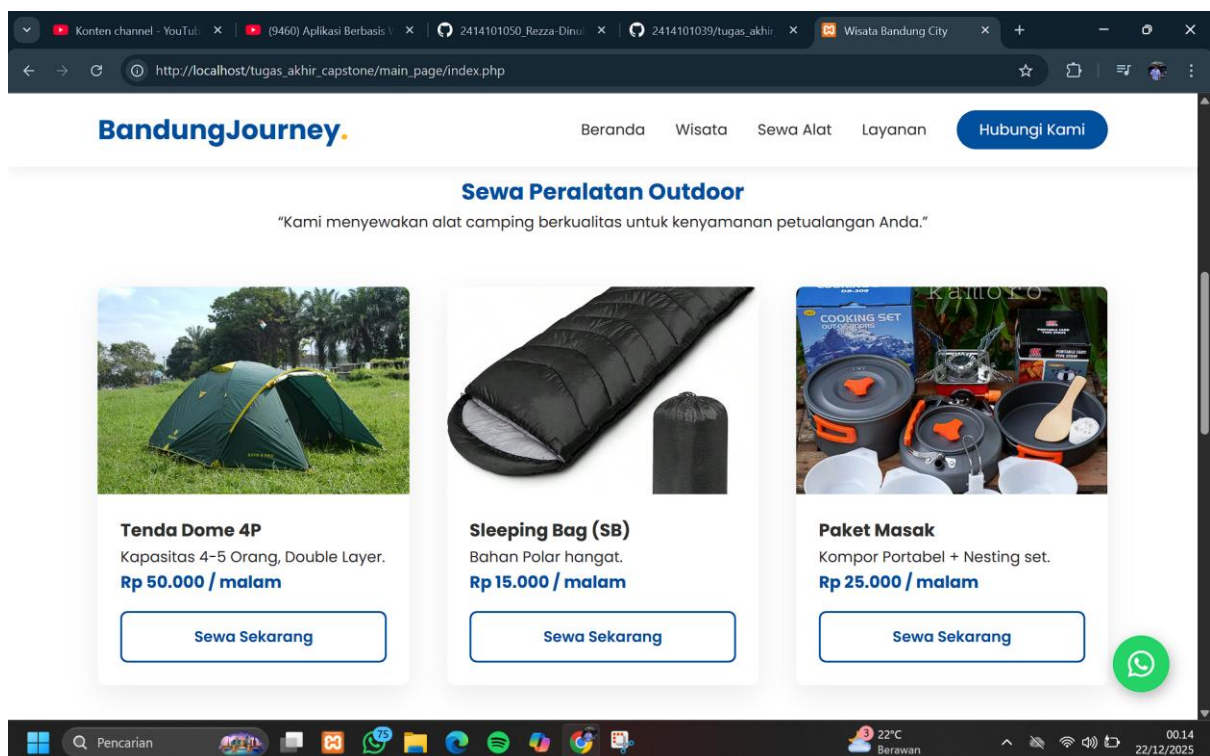 Konten channel - YouTub
(9460) Aplikasi Berbasis
2414101050_Rezza-Dinul
2414101039/tugas_akhir
Wisata Bandung City
http://localhost/tugas_akhir_capstone/main_page/index.php
BandungJourney.
Beranda
Wisata
Sewa Alat
Layanan
Hubungi Kami
Sewa Peralatan Outdoor
“Kami menyewakan alat camping berkualitas untuk kenyamanan petualangan Anda.”
kamoro
COOKING SET
Tenda Dome 4P
Kapasitas 4-5 Orang, Double Layer.
Rp 50.000 / malam
Sewa Sekarang
Sleeping Bag (SB)
Bahan Polar hangat.
Rp 15.000 / malam
Sewa Sekarang
Paket Masak
Kompor Portabel + Nesting set.
Rp 25.000 / malam
Sewa Sekarang
Pencarian
75
3
22°C
Berawan
00.14
22/12/2025